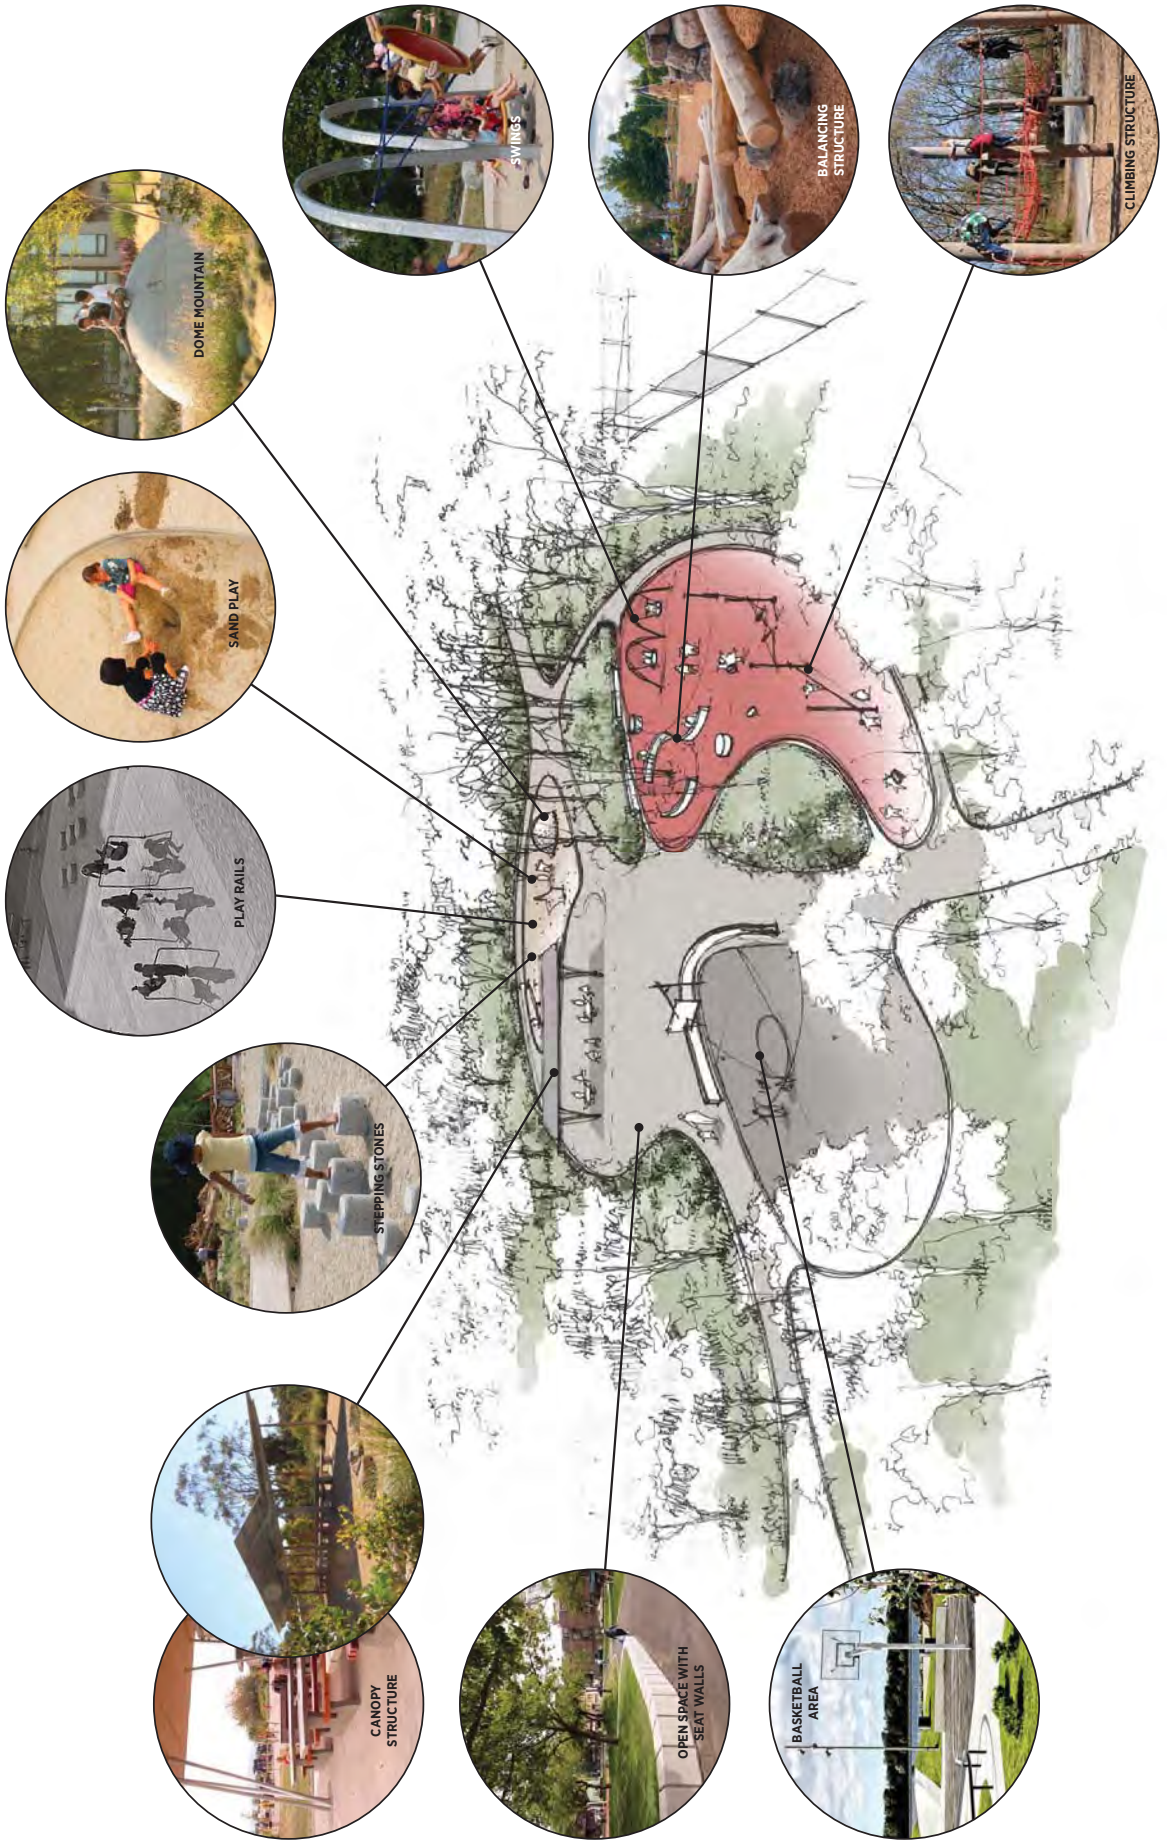 CANOPY
STRUCTURE
STEPPING STONES
PLAY RAILS
SAND PLAY
DOME MOUNTAIN
SWINGS
OPEN SPACE WITH
SEAT WALLS
BASKETBALL
AREA
BALANCING
STRUCTURE
CLIMBING STRUCTURE